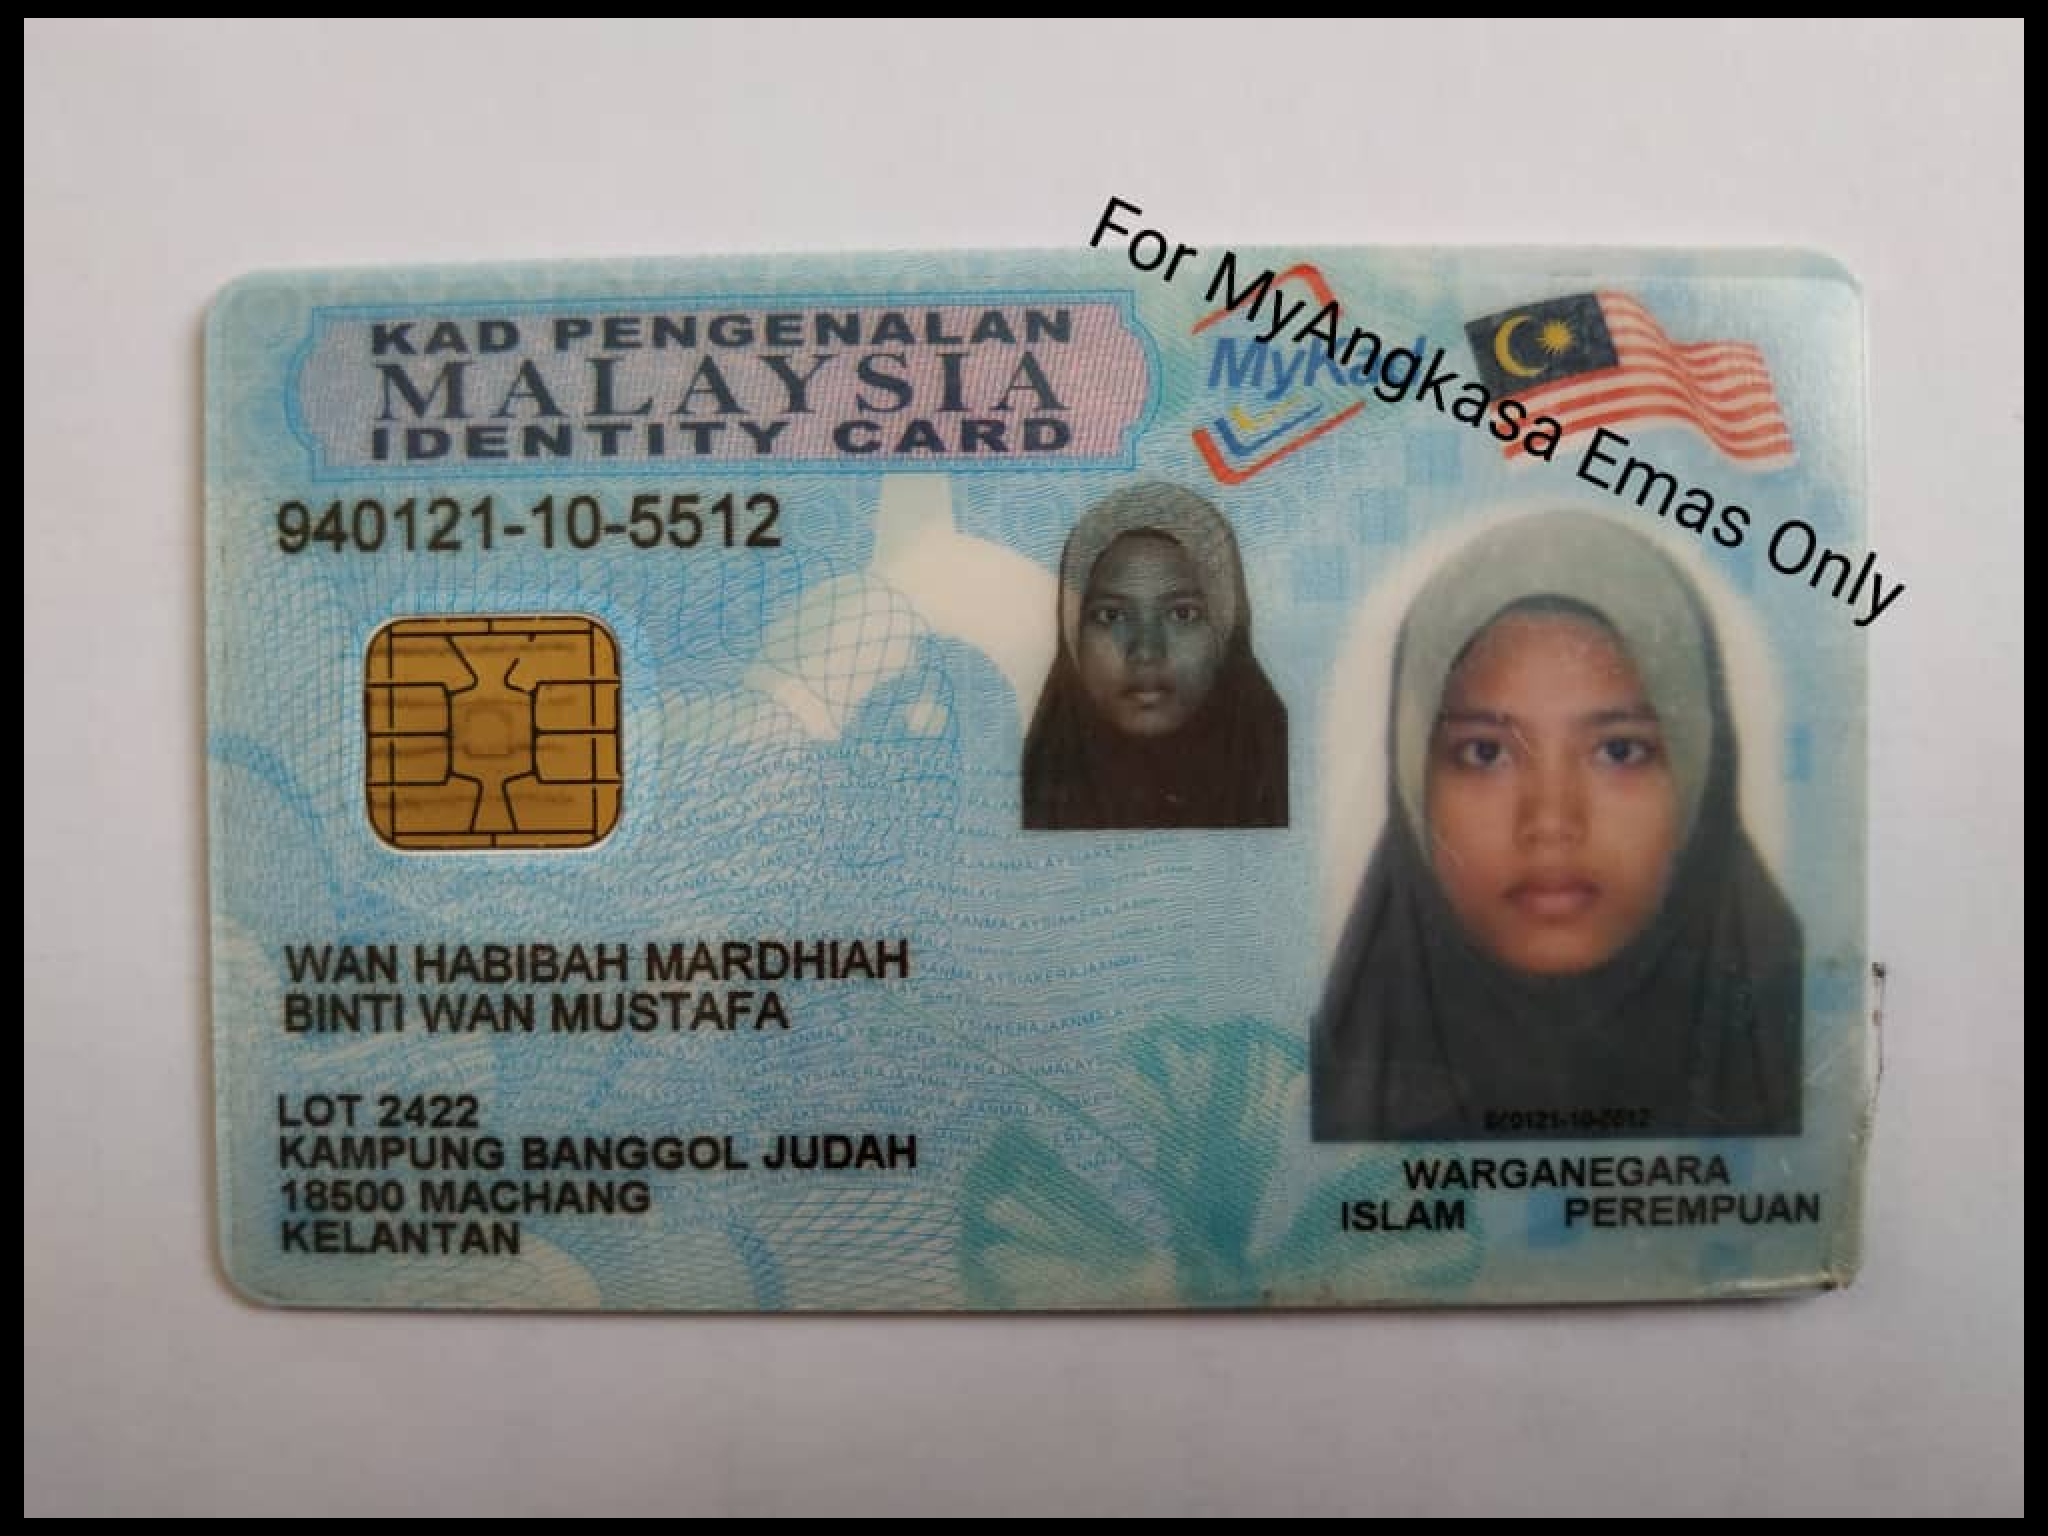 For MyAngkasa Emas Only
KAD PENGENALAN
MALAYSIA
IDENTITY CARD
MyKad
940121-10-5512
WAN HABIBAH MARDHIAH
BINTI WAN MUSTAFA
LOT 2422
KAMPUNG BANGGOL JUDAH
18500 MACHANG
KELANTAN
940121-10-5512
WARGANEGARA
ISLAM PEREMPUAN